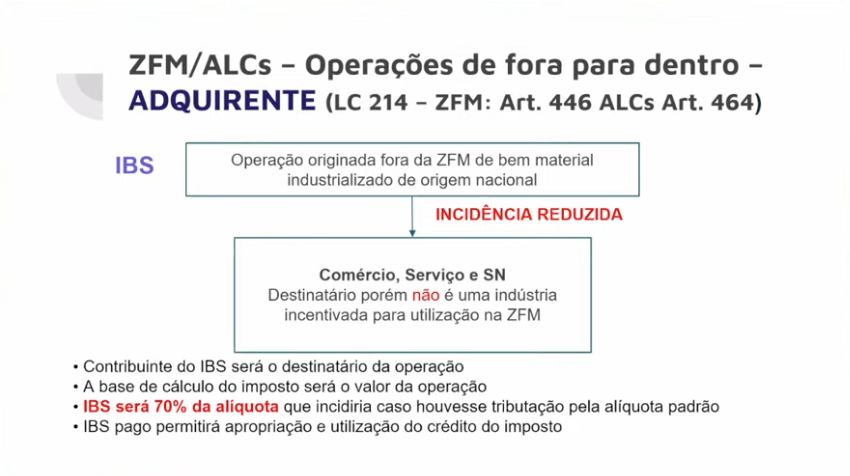 ZFM/ALCs – Operações de fora para dentro –
ADQUIRENTE (LC 214 – ZFM: Art. 446 ALCs Art. 464)
IBS
Operação originada fora da ZFM de bem material
industrializado de origem nacional
INCIDÊNCIA REDUZIDA
Comércio, Serviço e SN
Destinatário porém não é uma indústria
incentivada para utilização na ZFM
• Contribuinte do IBS será o destinatário da operação
• A base de cálculo do imposto será o valor da operação
• IBS será 70% da alíquota que incidiria caso houvesse tributação pela alíquota padrão
• IBS pago permitirá apropriação e utilização do crédito do imposto